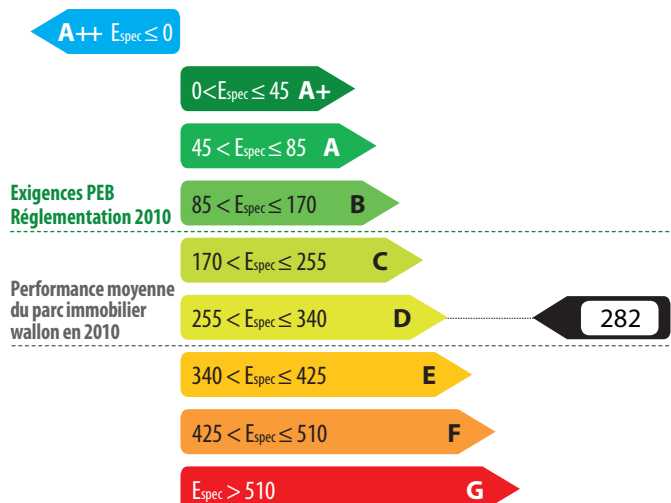 A++ Espec ≤ 0
0<Espec ≤ 45 A+
45 < Espec ≤ 85 A
Exigences PEB
Réglementation 2010
85 < Espec ≤ 170 B
170 < Espec ≤ 255 C
Performance moyenne
du parc immobilier
wallon en 2010
255 < Espec ≤ 340 D
282
340 < Espec ≤ 425 E
425 < Espec ≤ 510 F
Espec > 510 G